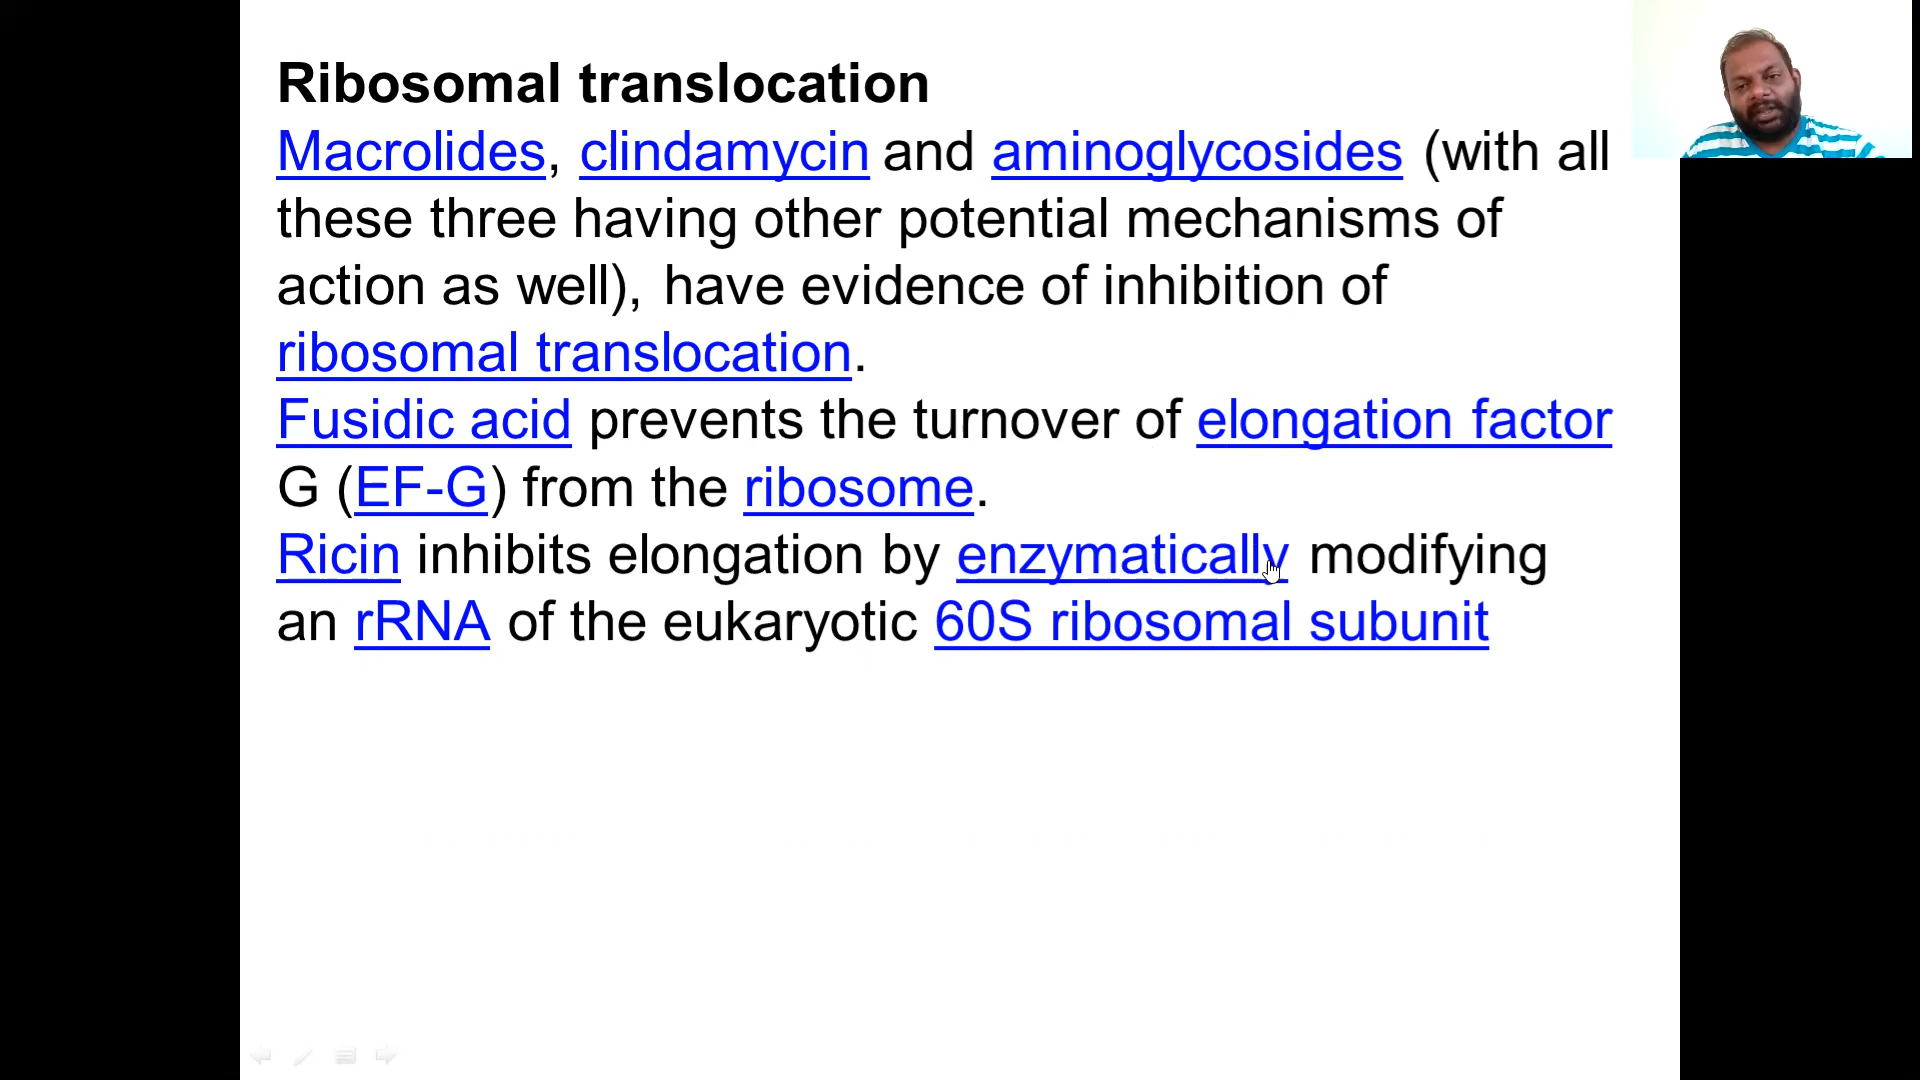 Ribosomal translocation
Macrolides, clindamycin and aminoglycosides (with all
these three having other potential mechanisms of
action as well), have evidence of inhibition of
ribosomal translocation.
Fusidic acid prevents the turnover of elongation factor
G (EF-G) from the ribosome.
Ricin inhibits elongation by enzymatically modifying
an rRNA of the eukaryotic 60S ribosomal subunit